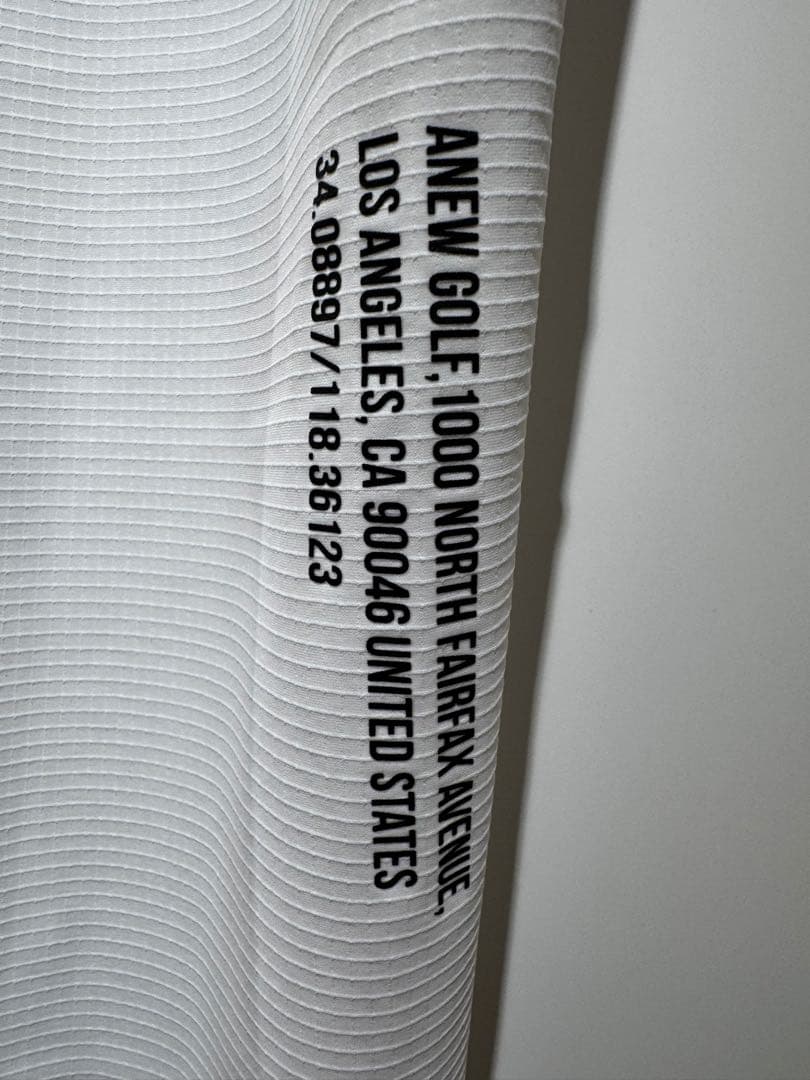 ANEW GOLF, 1000 NORTH FAIRFAX AVENUE,
LOS ANGELES, CA 90046 UNITED STATES
34.08897/118.36123